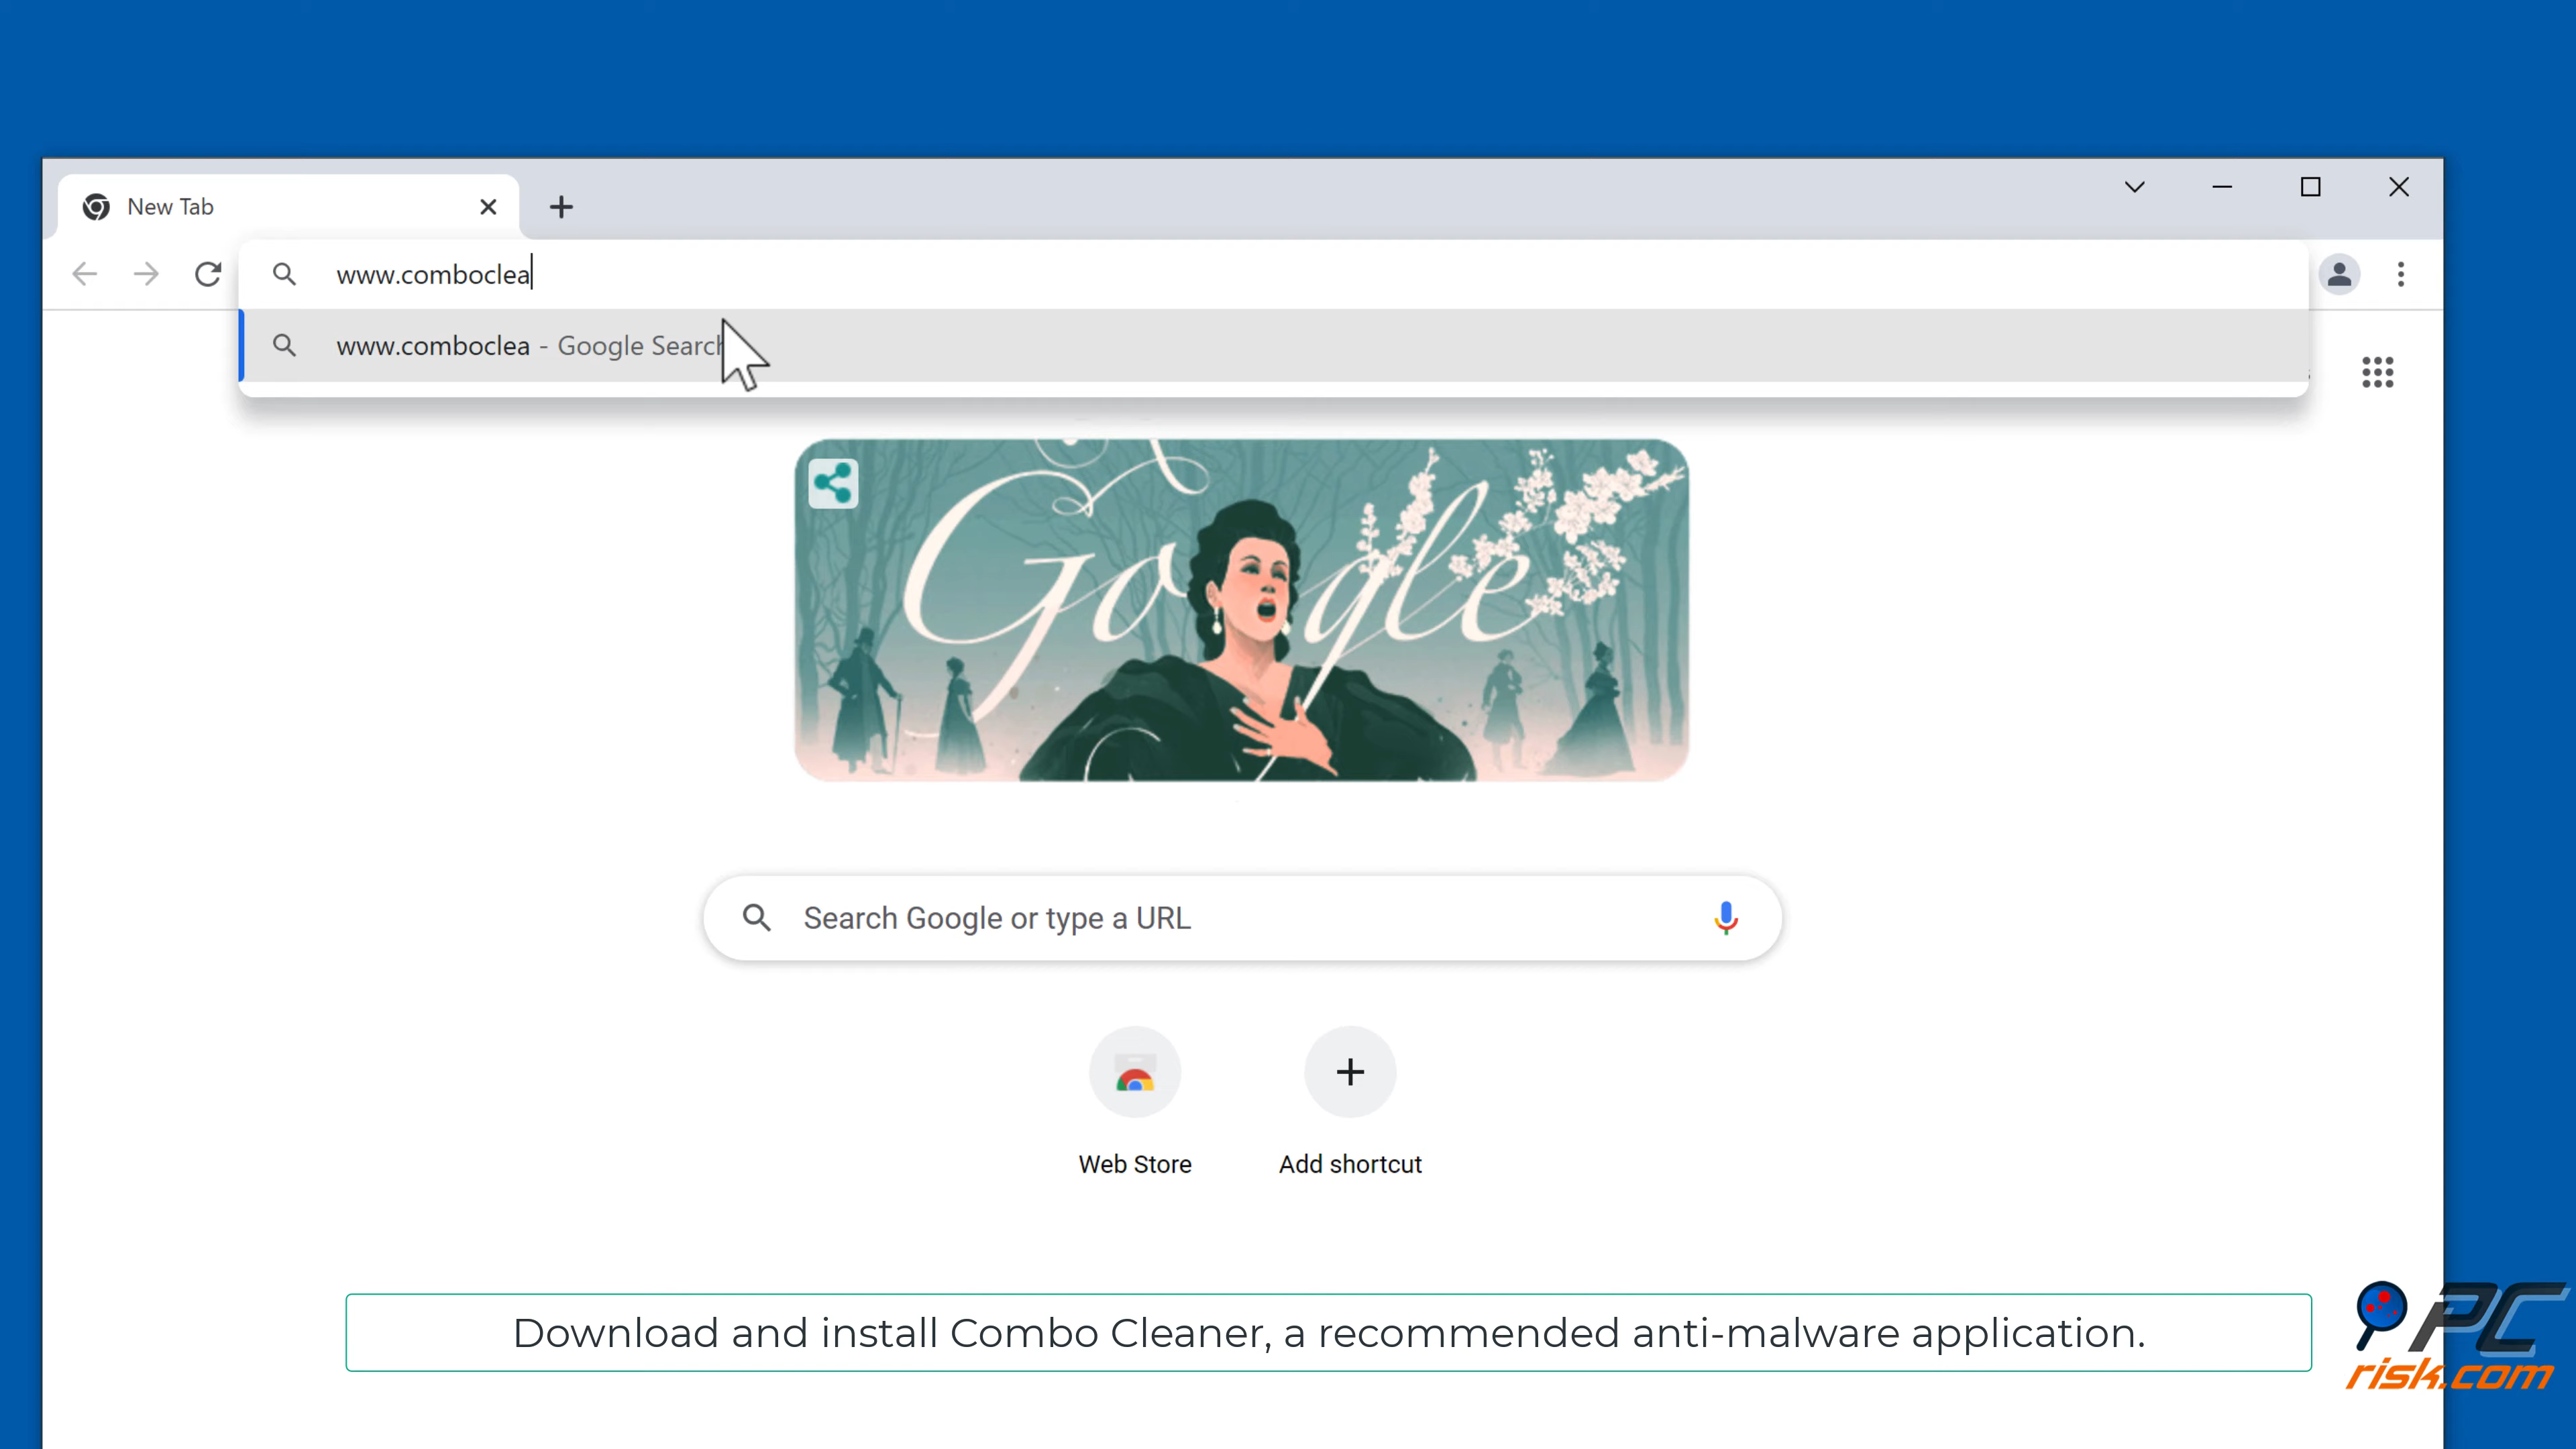 New Tab
www.comboclea
www.comboclea - Google Search
Google
Search Google or type a URL
Web Store
Add shortcut
Download and install Combo Cleaner, a recommended anti-malware application.
PC
risk.com